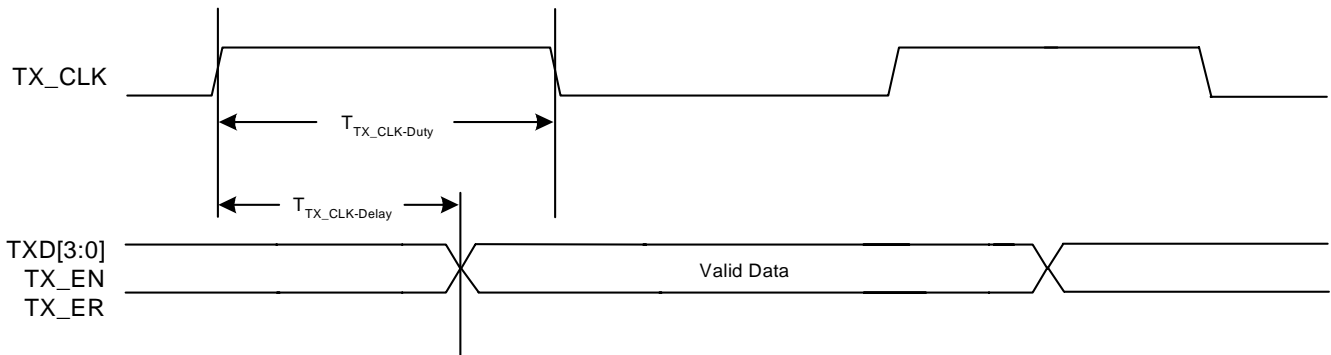 TX_CLK
TTX_CLK-Duty
TTX_CLK-Delay
TXD[3:0]
TX_EN
Valid Data
TX_ER